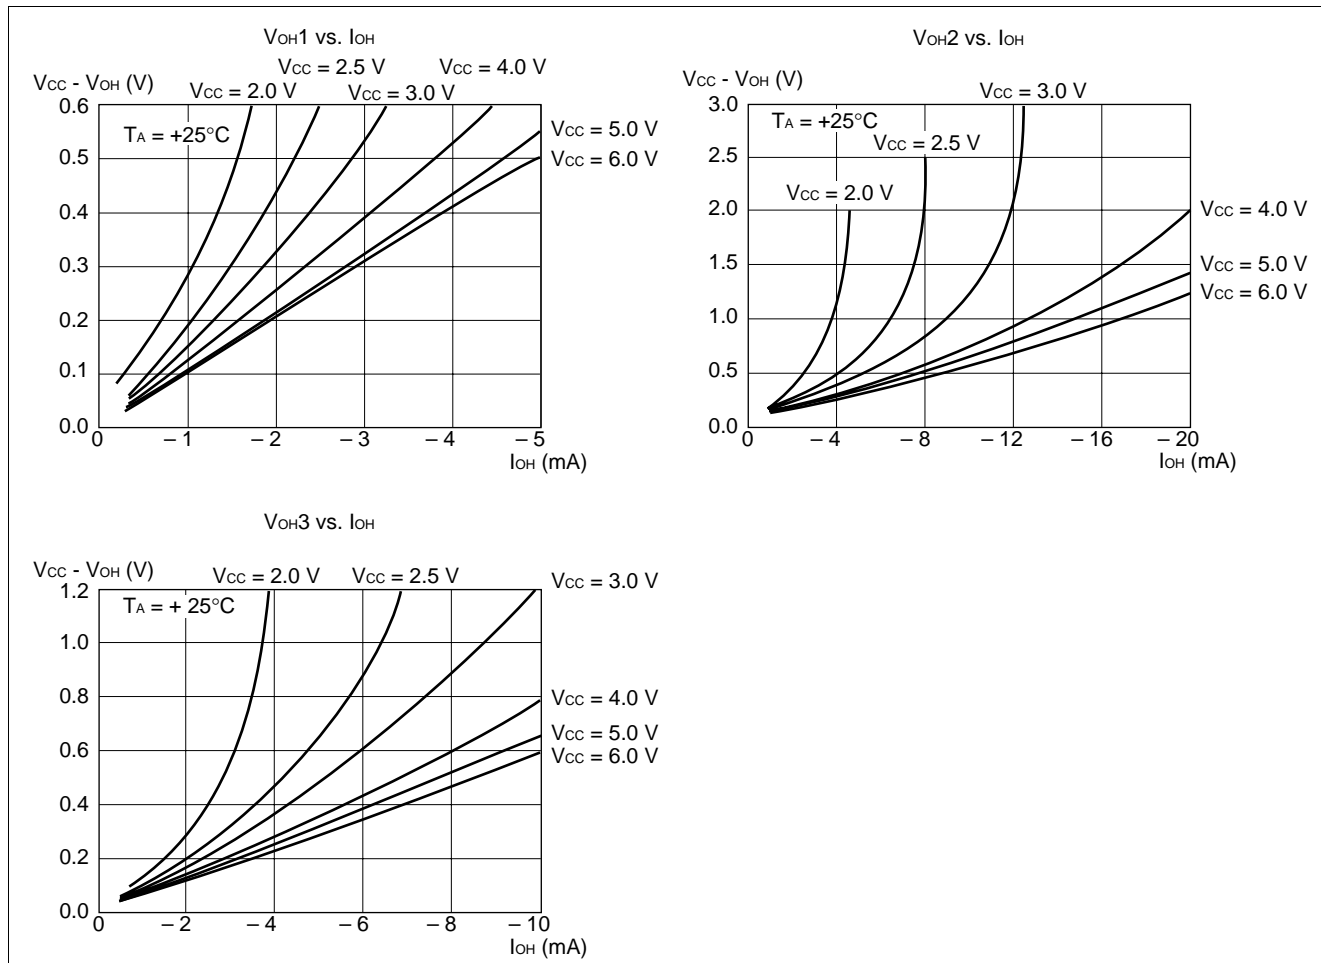 VOH1 vs. IOH
VCC - VOH (V)
VCC = 2.0 V
VCC = 2.5 V
VCC = 3.0 V
VCC = 4.0 V
VCC = 5.0 V
VCC = 6.0 V
TA = +25°C
0.6
0.5
0.4
0.3
0.2
0.1
0.0
0 – 1 – 2 – 3 – 4 – 5
IOH (mA)
VOH2 vs. IOH
VCC - VOH (V)
VCC = 3.0 V
TA = +25°C
VCC = 2.5 V
VCC = 2.0 V
VCC = 4.0 V
VCC = 5.0 V
VCC = 6.0 V
3.0
2.5
2.0
1.5
1.0
0.5
0.0
0 – 4 – 8 – 12 – 16 – 20
IOH (mA)
VOH3 vs. IOH
VCC - VOH (V)
VCC = 2.0 V
VCC = 2.5 V
VCC = 3.0 V
TA = + 25°C
VCC = 4.0 V
VCC = 5.0 V
VCC = 6.0 V
1.2
1.0
0.8
0.6
0.4
0.2
0.0
0 – 2 – 4 – 6 – 8 – 10
IOH (mA)